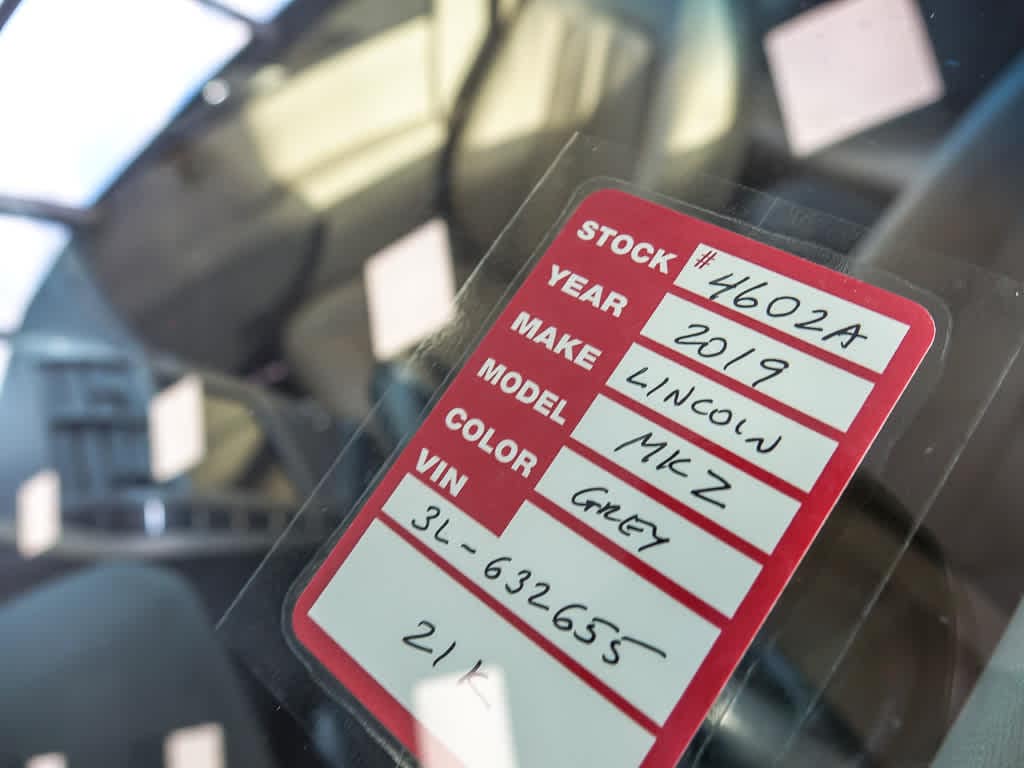 STOCK #4602A
YEAR 2019
MAKE LINCOLN
MODEL MKZ
COLOR GREY
VIN
3L-632655
21K